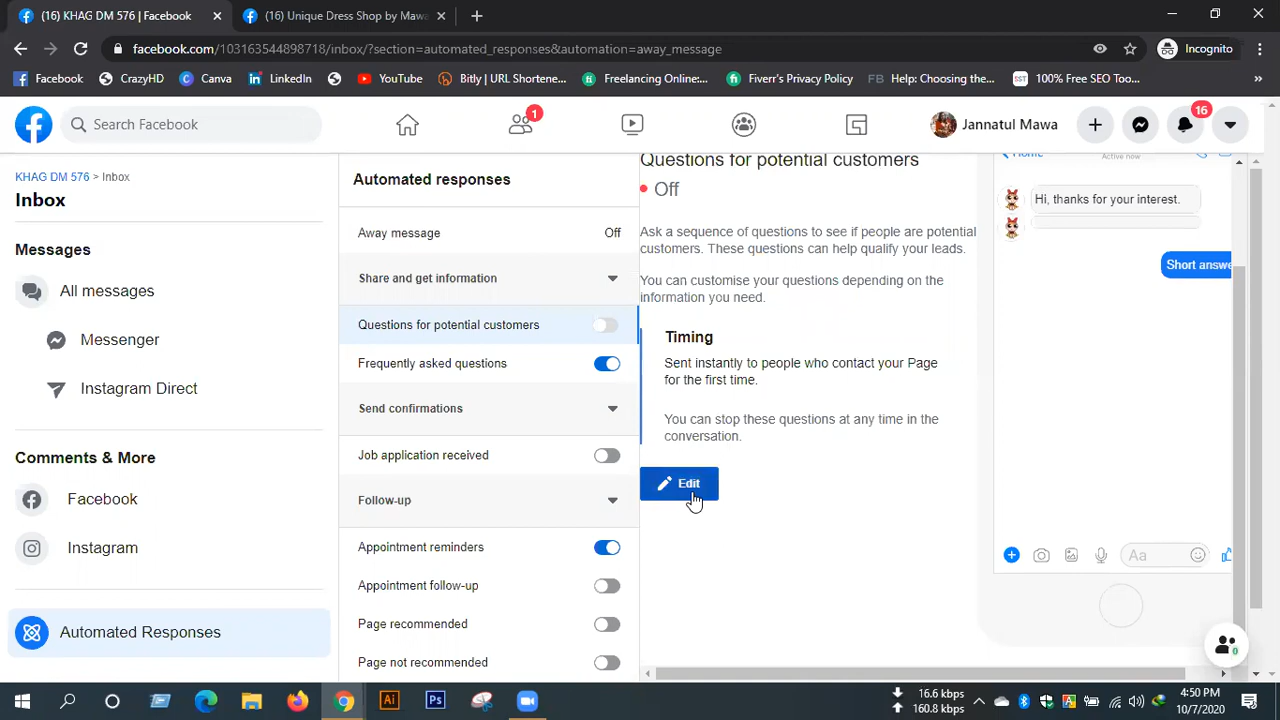 (16) KHAG DM 576 | Facebook
(16) Unique Dress Shop by Mawa
facebook.com/103163544898718/inbox/?section=automated_responses&automation=away_message
Incognito
Facebook
CrazyHD
Canva
LinkedIn
YouTube
Bitly | URL Shortene...
Freelancing Online:...
Fiverr's Privacy Policy
FB Help: Choosing the...
SST 100% Free SEO Too...
Search Facebook
1
Jannatul Mawa
16
KHAG DM 576 > Inbox
Inbox
Messages
All messages
Messenger
Instagram Direct
Comments & More
Facebook
Instagram
Automated Responses
Automated responses
Away message Off
Share and get information
Questions for potential customers
Frequently asked questions
Send confirmations
Job application received
Follow-up
Appointment reminders
Appointment follow-up
Page recommended
Page not recommended
Questions for potential customers
Off
Ask a sequence of questions to see if people are potential
customers. These questions can help qualify your leads.
You can customise your questions depending on the
information you need.
Timing
Sent instantly to people who contact your Page
for the first time.
You can stop these questions at any time in the
conversation.
Edit
Home
Active now
Hi, thanks for your interest.
Short answe
Aa
0
Ai
Ps
16.6 kbps
160.8 kbps
4:50 PM
10/7/2020